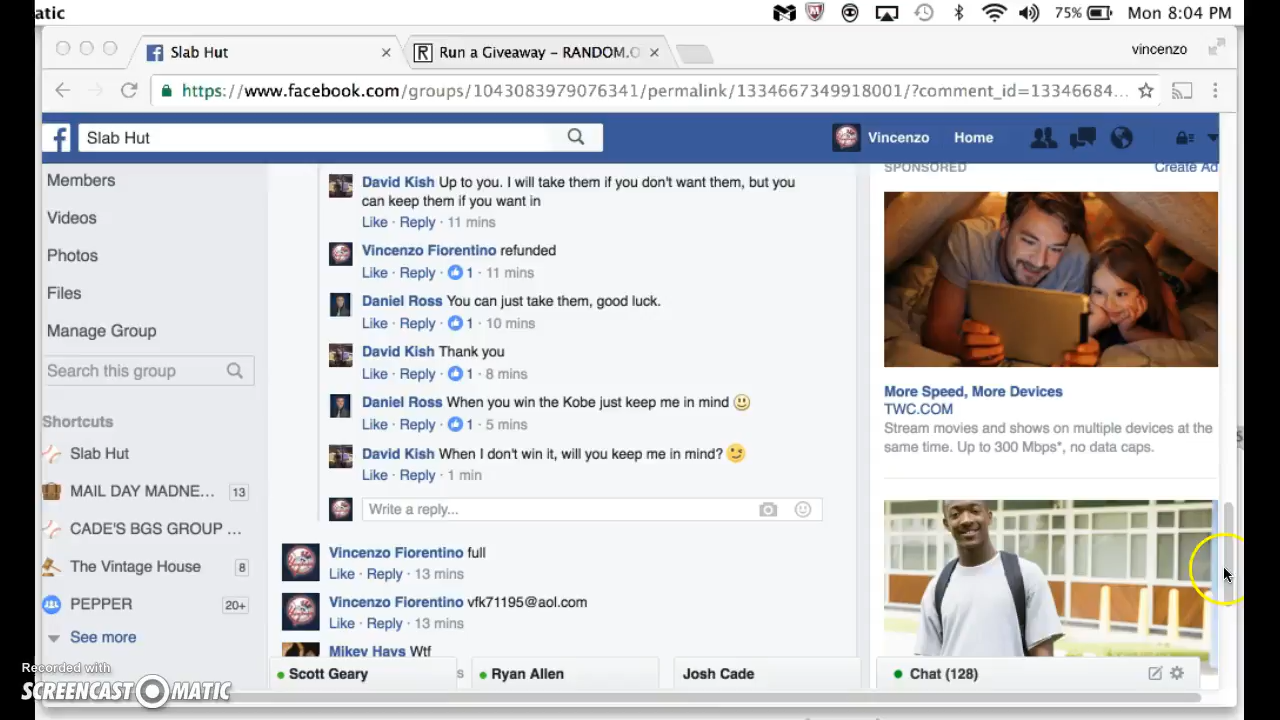 atic
75%
Mon 8:04 PM
Slab Hut
R
Run a Giveaway – RANDOM.O
vincenzo
https://www.facebook.com/groups/1043083979076341/permalink/1334667349918001/?comment_id=13346684...
f
Slab Hut
Vincenzo
Home
Members
Videos
Photos
Files
Manage Group
Search this group
Shortcuts
Slab Hut
MAIL DAY MADNE... 13
CADE'S BGS GROUP ...
The Vintage House 8
PEPPER 20+
See more
David Kish Up to you. I will take them if you don't want them, but you
can keep them if you want in
Like · Reply · 11 mins
Vincenzo Fiorentino refunded
Like · Reply · 1 · 11 mins
Daniel Ross You can just take them, good luck.
Like · Reply · 1 · 10 mins
David Kish Thank you
Like · Reply · 1 · 8 mins
Daniel Ross When you win the Kobe just keep me in mind
Like · Reply · 1 · 5 mins
David Kish When I don't win it, will you keep me in mind?
Like · Reply · 1 min
Write a reply...
Vincenzo Fiorentino full
Like · Reply · 13 mins
Vincenzo Fiorentino vfk71195@aol.com
Like · Reply · 13 mins
Mikey Hays Wtf
SPONSORED
Create Ad
More Speed, More Devices
TWC.COM
Stream movies and shows on multiple devices at the
same time. Up to 300 Mbps*, no data caps.
Scott Geary
s
Ryan Allen
Josh Cade
Chat (128)
Recorded with
SCREENCAST MATIC